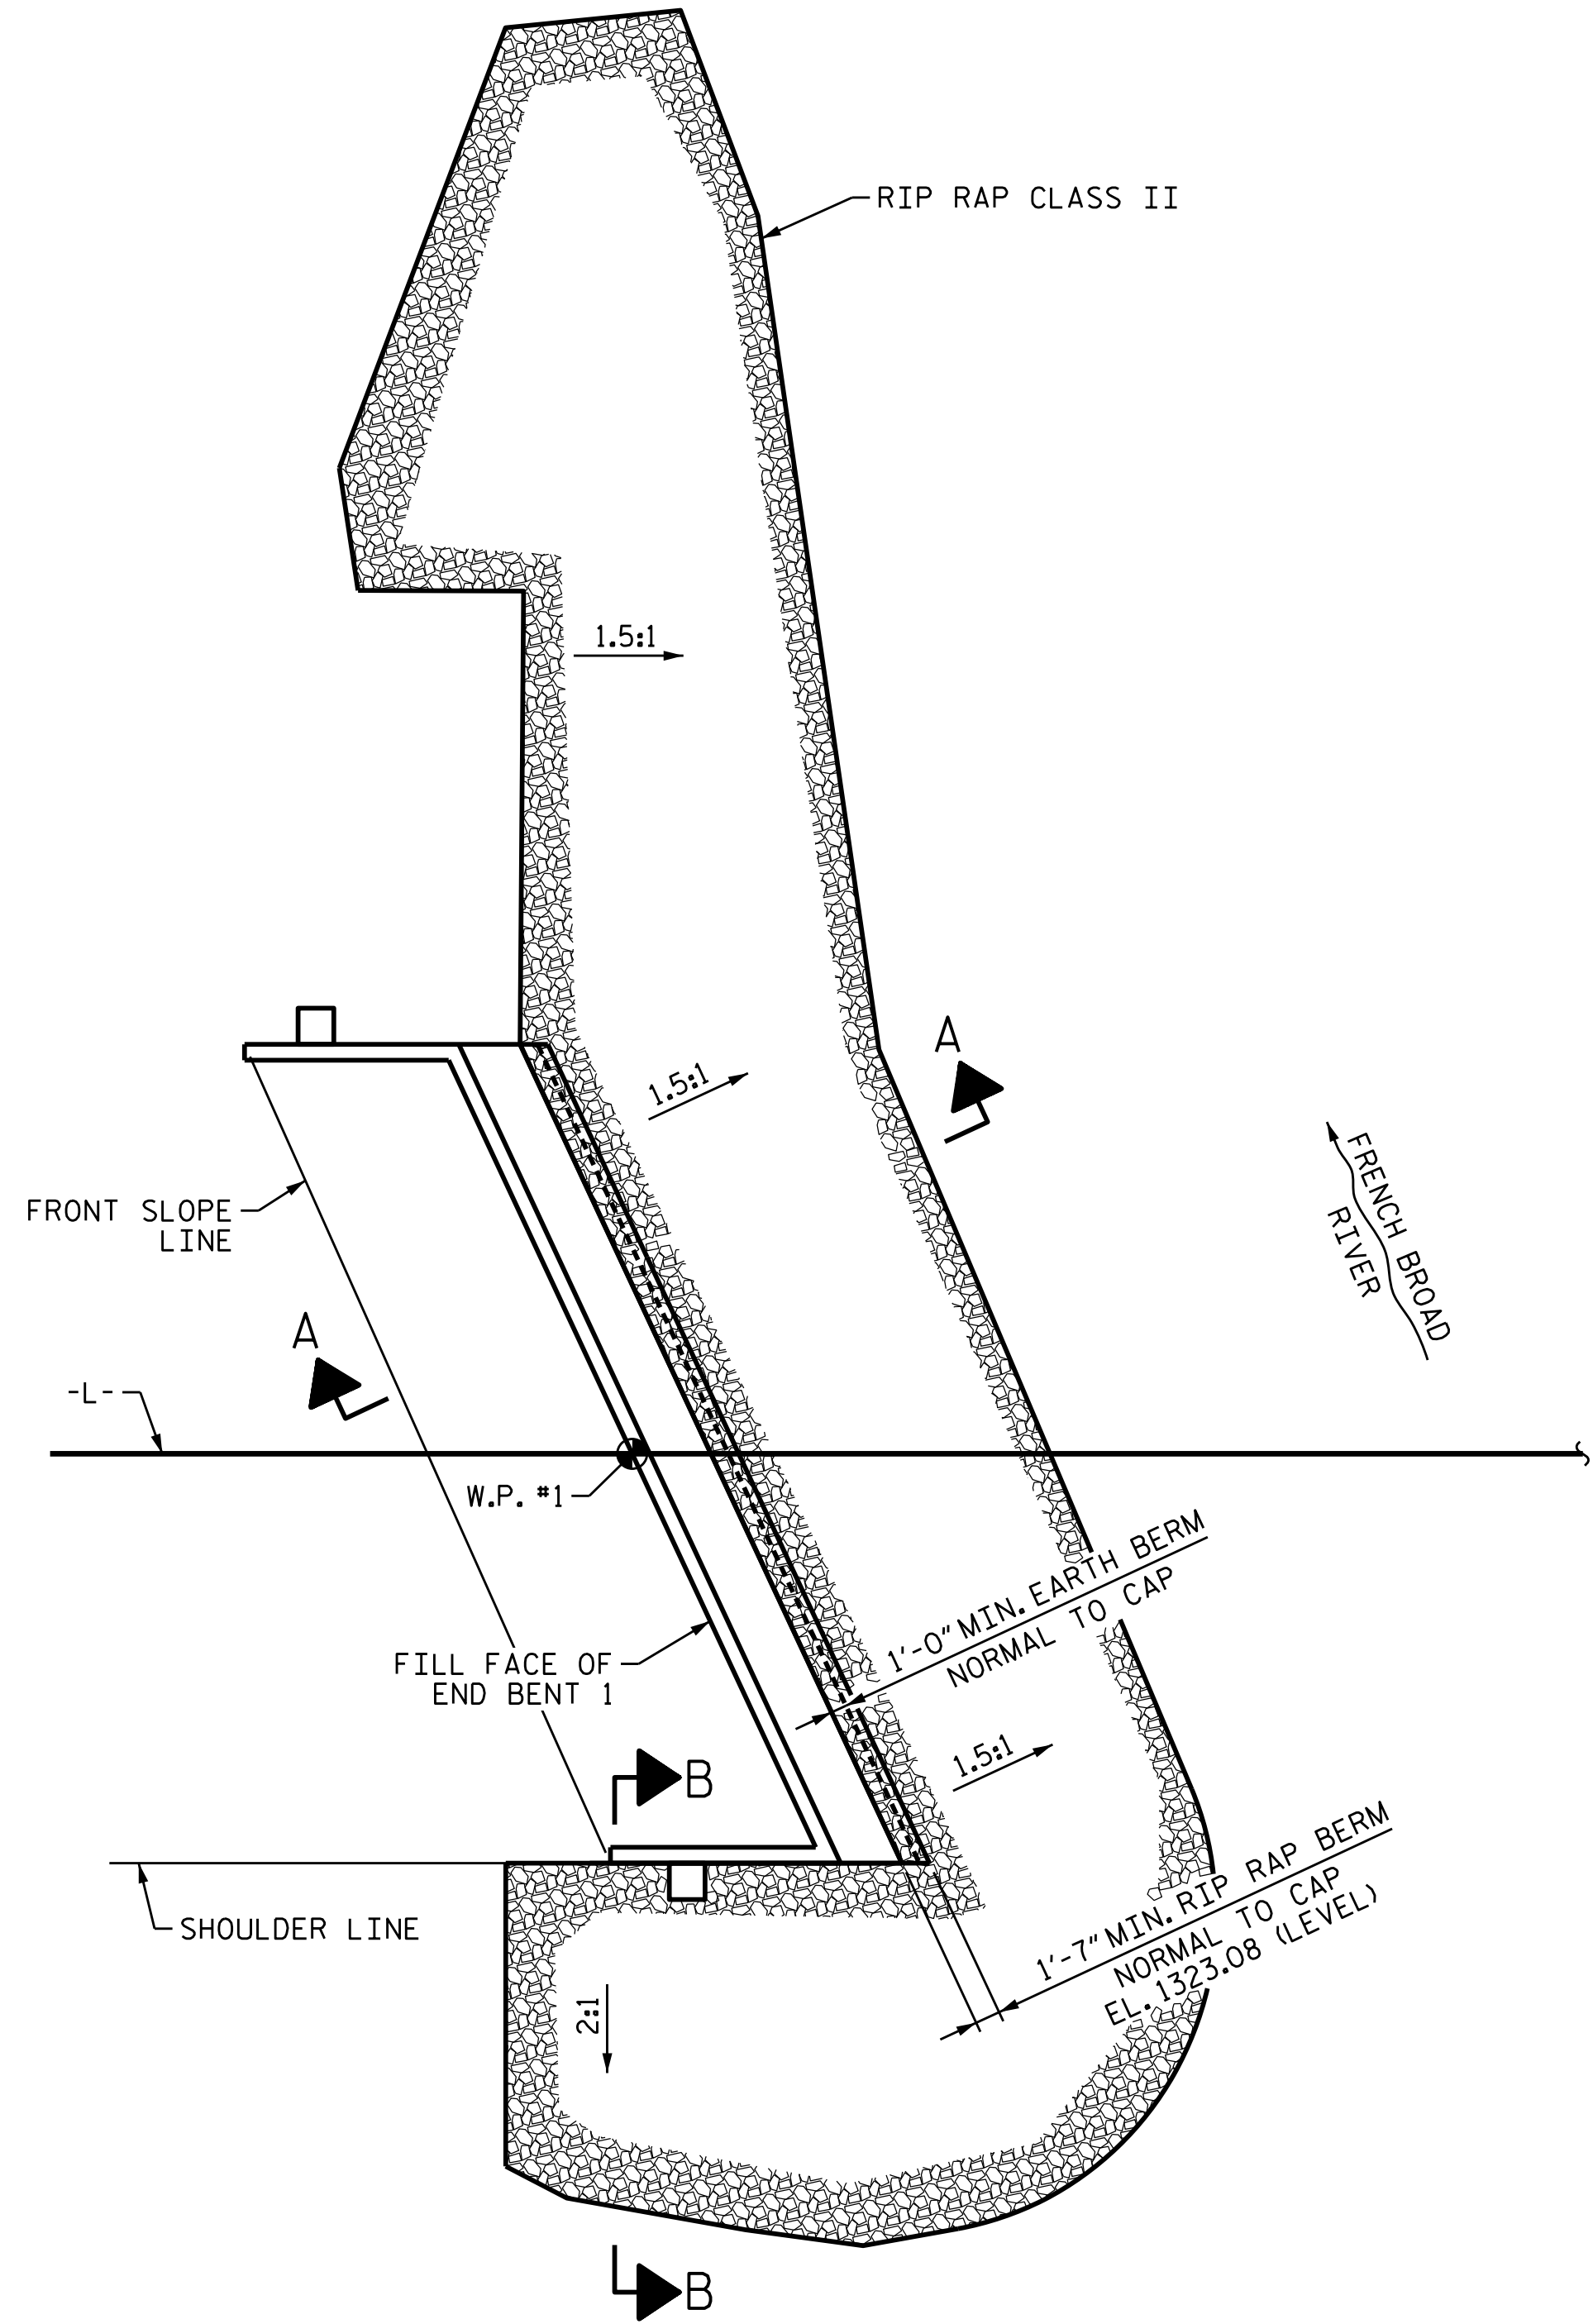 RIP RAP CLASS II
1.5:1
A
1.5:1
FRENCH BROAD
RIVER
FRONT SLOPE
LINE
A
-L-
W.P. #1
1'-0" MIN. EARTH BERM
NORMAL TO CAP
FILL FACE OF
END BENT 1
1.5:1
B
1'-7" MIN. RIP RAP BERM
NORMAL TO CAP
EL. 1323.08 (LEVEL)
SHOULDER LINE
2:1
B